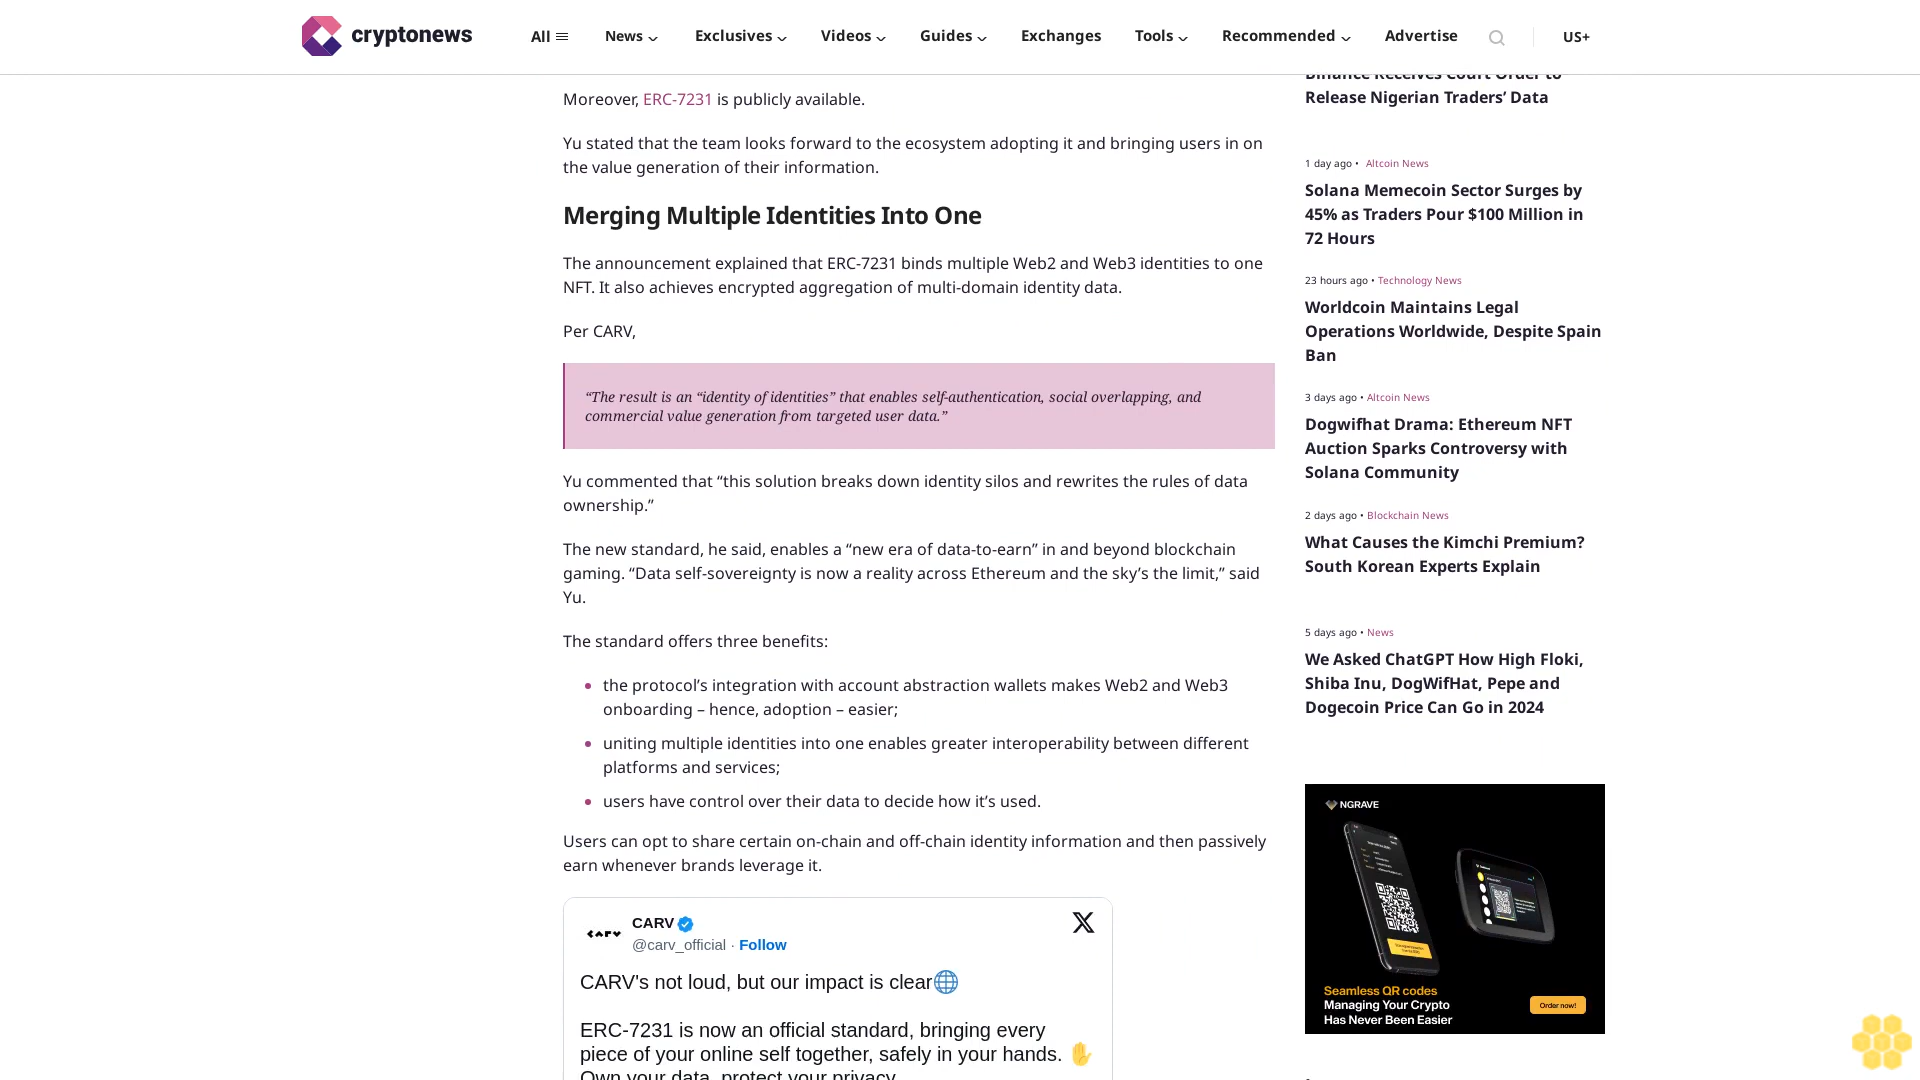 cryptonews
All
News
Exclusives
Videos
Guides
Exchanges
Tools
Recommended
Advertise
US+
Moreover, ERC-7231 is publicly available.
Yu stated that the team looks forward to the ecosystem adopting it and bringing users in on
the value generation of their information.
Merging Multiple Identities Into One
The announcement explained that ERC-7231 binds multiple Web2 and Web3 identities to one
NFT. It also achieves encrypted aggregation of multi-domain identity data.
Per CARV,
“The result is an “identity of identities” that enables self-authentication, social overlapping, and
commercial value generation from targeted user data.”
Yu commented that “this solution breaks down identity silos and rewrites the rules of data
ownership.”
The new standard, he said, enables a “new era of data-to-earn” in and beyond blockchain
gaming. “Data self-sovereignty is now a reality across Ethereum and the sky’s the limit,” said
Yu.
The standard offers three benefits:
the protocol’s integration with account abstraction wallets makes Web2 and Web3
onboarding – hence, adoption – easier;
uniting multiple identities into one enables greater interoperability between different
platforms and services;
users have control over their data to decide how it’s used.
Users can opt to share certain on-chain and off-chain identity information and then passively
earn whenever brands leverage it.
CARV
@carv_official · Follow
CARV's not loud, but our impact is clear🌐
ERC-7231 is now an official standard, bringing every
piece of your online self together, safely in your hands. ✋
Own your data, protect your privacy
Binance Receives Court Order to
Release Nigerian Traders’ Data
1 day ago • Altcoin News
Solana Memecoin Sector Surges by
45% as Traders Pour $100 Million in
72 Hours
23 hours ago • Technology News
Worldcoin Maintains Legal
Operations Worldwide, Despite Spain
Ban
3 days ago • Altcoin News
Dogwifhat Drama: Ethereum NFT
Auction Sparks Controversy with
Solana Community
2 days ago • Blockchain News
What Causes the Kimchi Premium?
South Korean Experts Explain
5 days ago • News
We Asked ChatGPT How High Floki,
Shiba Inu, DogWifHat, Pepe and
Dogecoin Price Can Go in 2024
NGRAVE
Seamless QR codes
Managing Your Crypto
Has Never Been Easier
Order now!